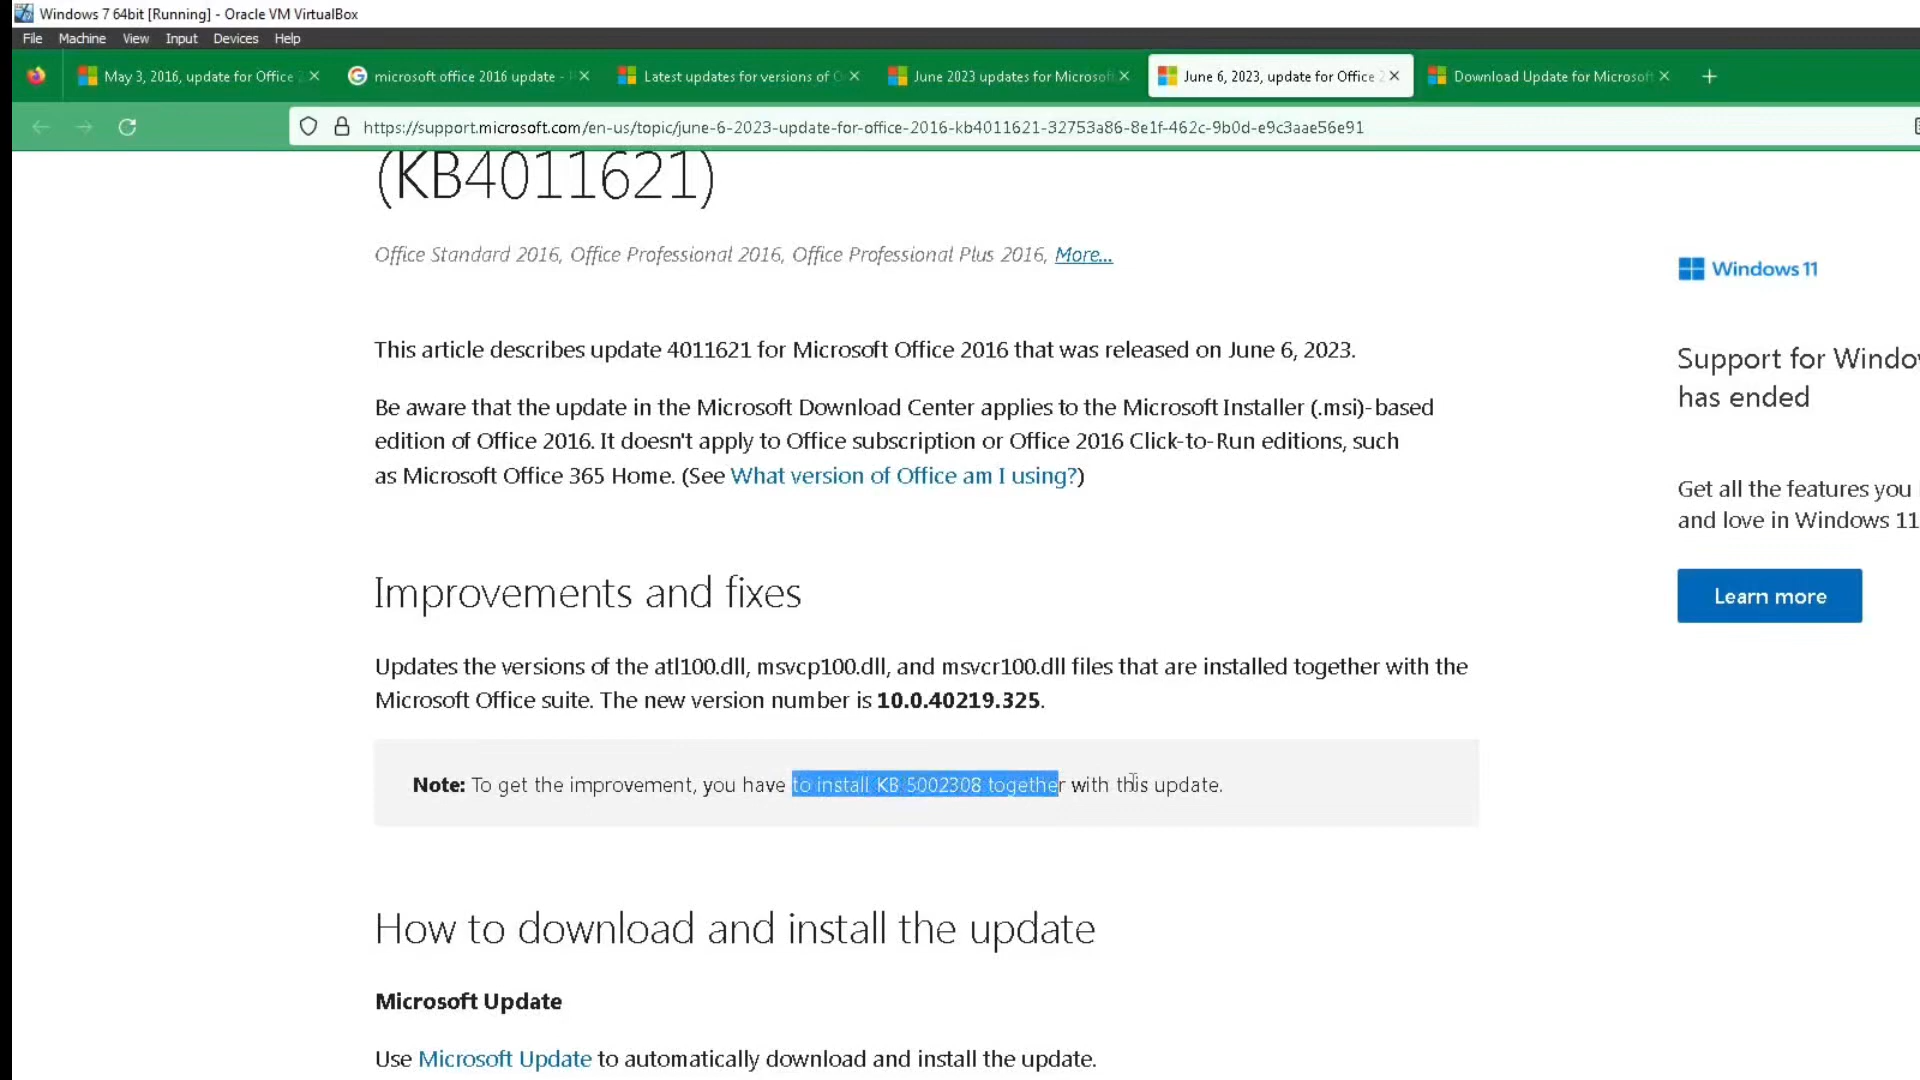 Windows 7 64bit [Running] - Oracle VM VirtualBox
File Machine View Input Devices Help
May 3, 2016, update for Office 2
microsoft office 2016 update -
Latest updates for versions of O
June 2023 updates for Microsof
June 6, 2023, update for Office 2
Download Update for Microsoft
https://support.microsoft.com/en-us/topic/june-6-2023-update-for-office-2016-kb4011621-32753a86-8e1f-462c-9b0d-e9c3aae56e91
(KB4011621)
Office Standard 2016, Office Professional 2016, Office Professional Plus 2016, More...
This article describes update 4011621 for Microsoft Office 2016 that was released on June 6, 2023.
Be aware that the update in the Microsoft Download Center applies to the Microsoft Installer (.msi)-based
edition of Office 2016. It doesn't apply to Office subscription or Office 2016 Click-to-Run editions, such
as Microsoft Office 365 Home. (See What version of Office am I using?)
Improvements and fixes
Updates the versions of the atl100.dll, msvcp100.dll, and msvcr100.dll files that are installed together with the
Microsoft Office suite. The new version number is 10.0.40219.325.
Note: To get the improvement, you have to install KB 5002308 together with this update.
How to download and install the update
Microsoft Update
Use Microsoft Update to automatically download and install the update.
Windows 11
Support for Windo
has ended
Get all the features you
and love in Windows 11
Learn more